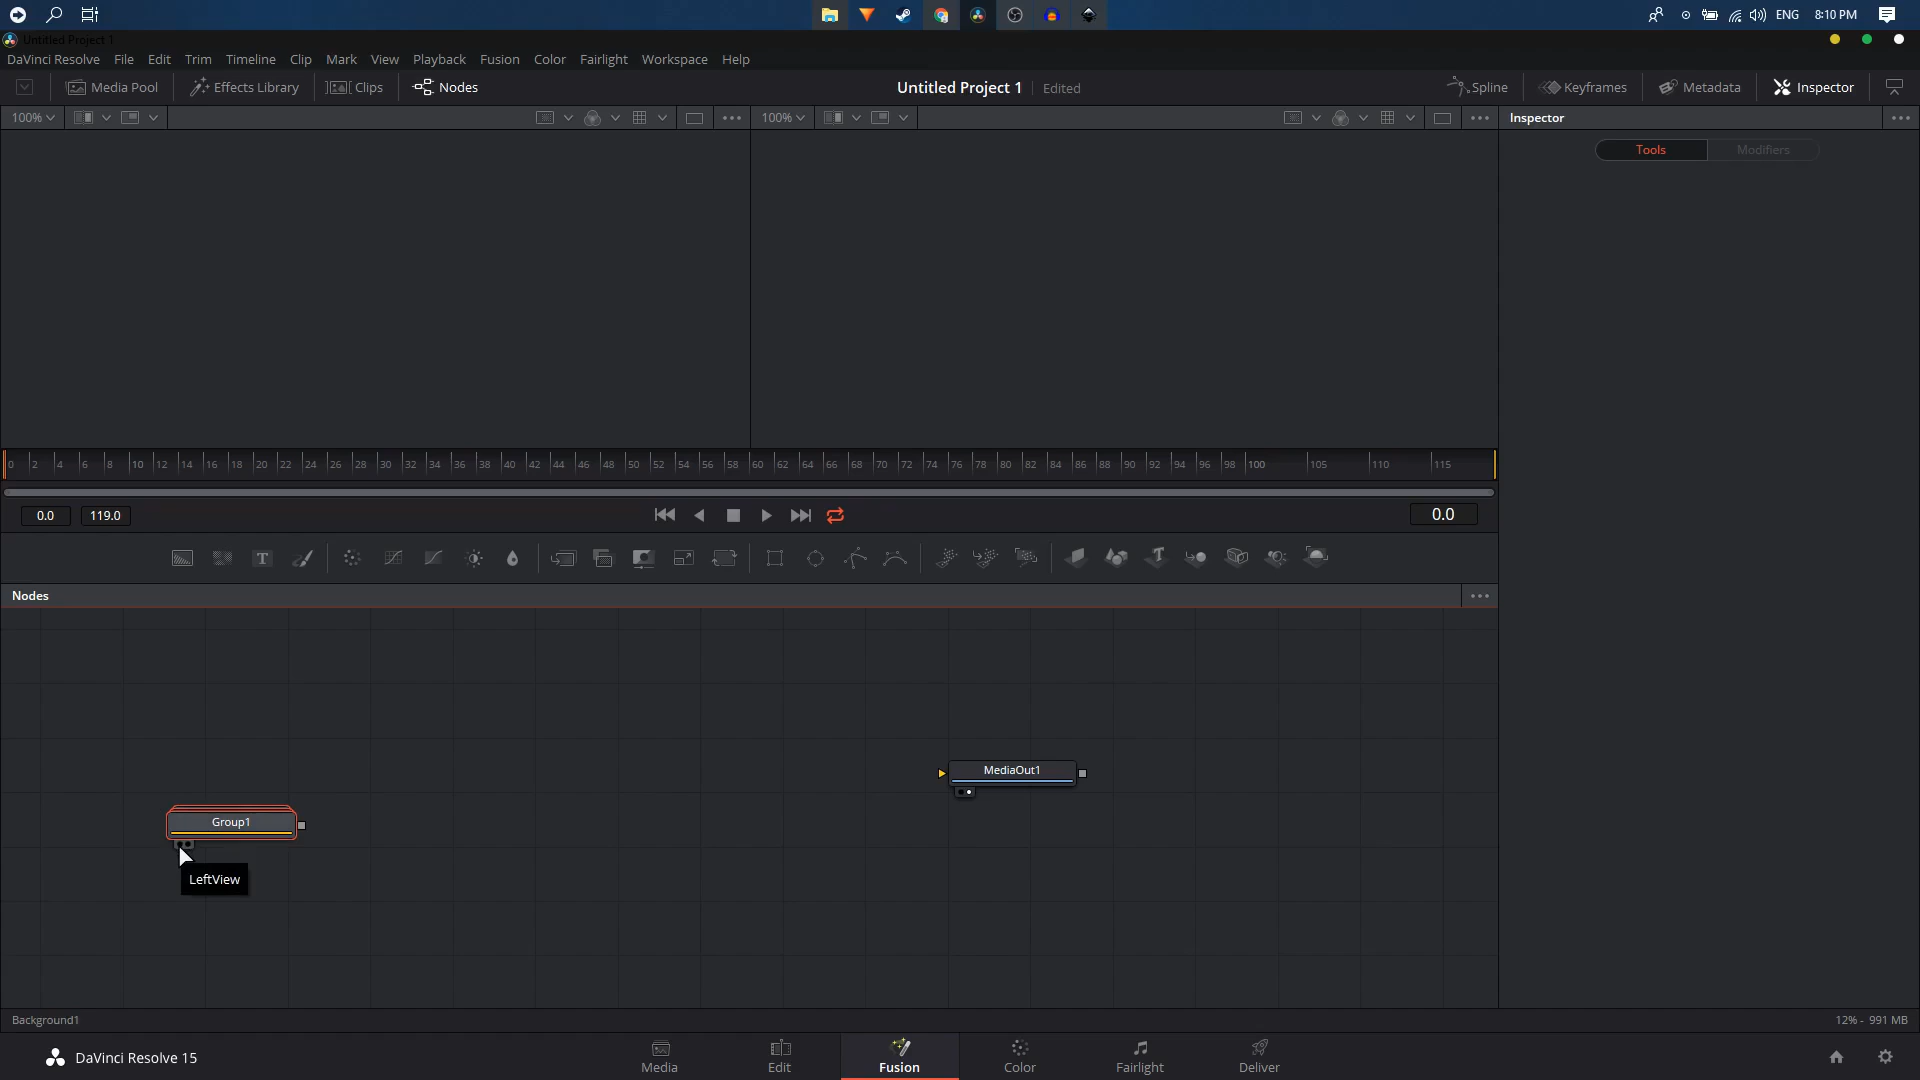 ENG
8:10 PM
Untitled Project 1
DaVinci Resolve File Edit Trim Timeline Clip Mark View Playback Fusion Color Fairlight Workspace Help
Media Pool Effects Library Clips Nodes Untitled Project 1 Edited Spline Keyframes Metadata Inspector
100% 100% Inspector
Tools Modifiers
0 2 4 6 8 10 12 14 16 18 20 22 24 26 28 30 32 34 36 38 40 42 44 46 48 50 52 54 56 58 60 62 64 66 68 70 72 74 76 78 80 82 84 86 88 90 92 94 96 98 100 105 110 115
0.0 119.0 0.0
T T
Nodes
MediaOut1
Group1
LeftView
Background1 12% - 991 MB
DaVinci Resolve 15
Media Edit Fusion Color Fairlight Deliver